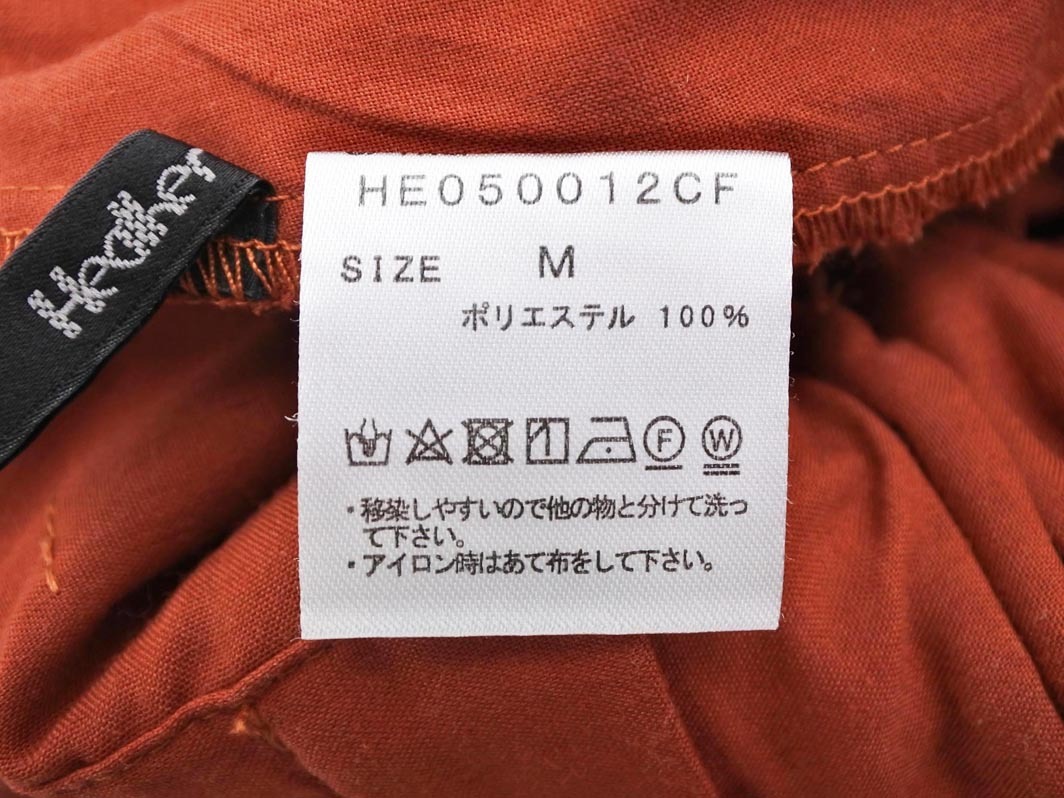 Heather
HE050012CF
SIZE M
ポリエステル 100%
F W
・移染しやすいので他の物と分けて洗っ
て下さい。
・アイロン時はあて布をして下さい。